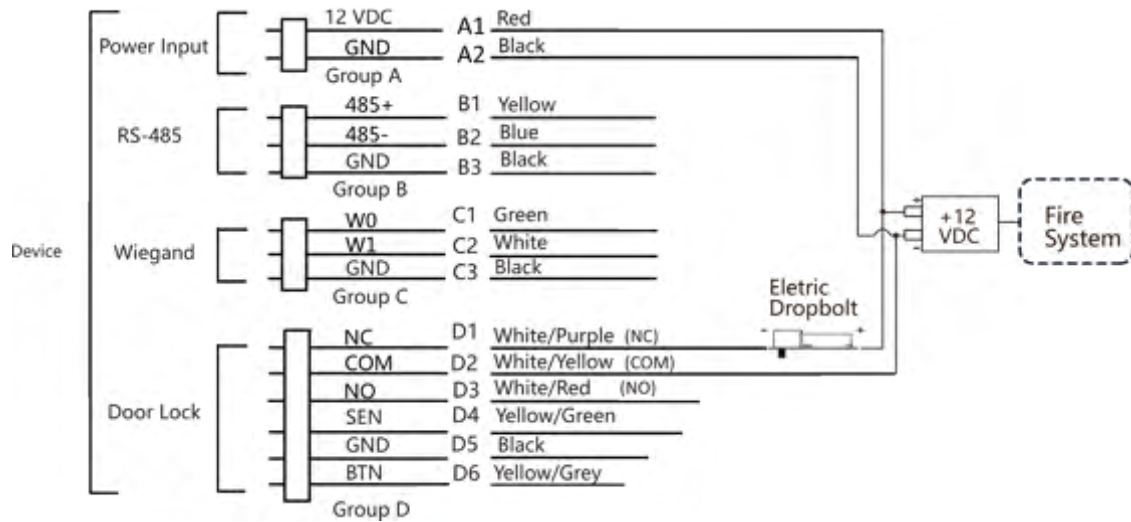 12 VDC A1 Red
Power Input GND A2 Black
Group A
485+ B1 Yellow
RS-485 485- B2 Blue
GND B3 Black
Group B
W0 C1 Green
Device Wiegand W1 C2 White
GND C3 Black
Group C
+
+12
VDC
-
Fire
System
Eletric
Dropbolt
- +
NC D1 White/Purple (NC)
COM D2 White/Yellow (COM)
NO D3 White/Red (NO)
Door Lock SEN D4 Yellow/Green
GND D5 Black
BTN D6 Yellow/Grey
Group D